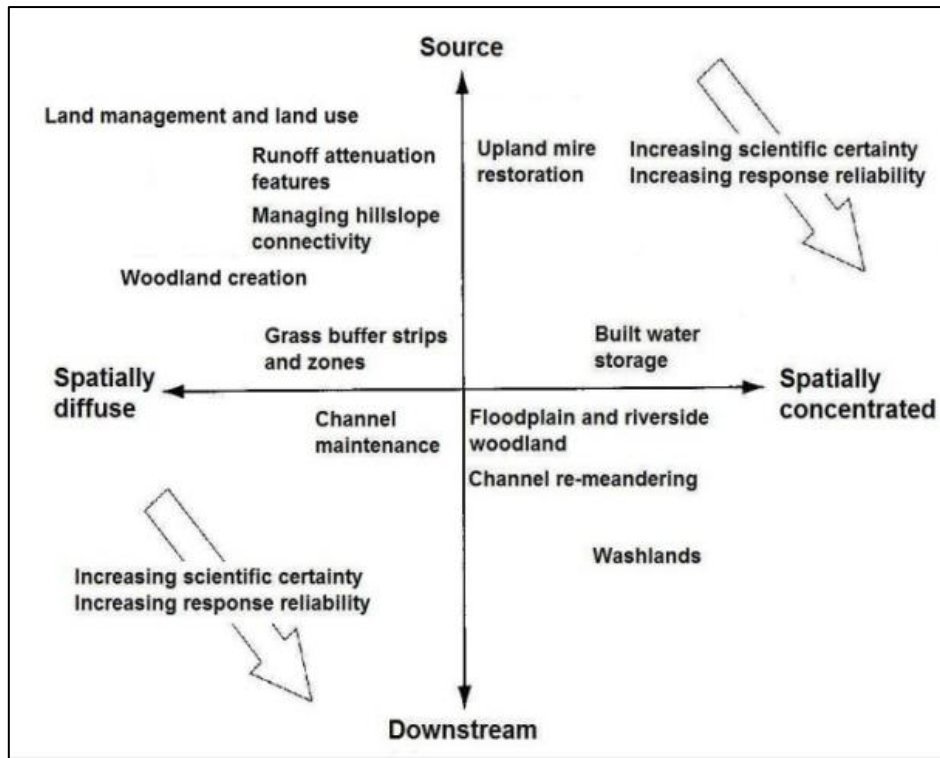 Source
Land management and land use
Runoff attenuation
features
Upland mire
restoration
Increasing scientific certainty
Increasing response reliability
Managing hillslope
connectivity
Woodland creation
Grass buffer strips
and zones
Built water
storage
Spatially
diffuse
Spatially
concentrated
Channel
maintenance
Floodplain and riverside
woodland
Channel re-meandering
Washlands
Increasing scientific certainty
Increasing response reliability
Downstream